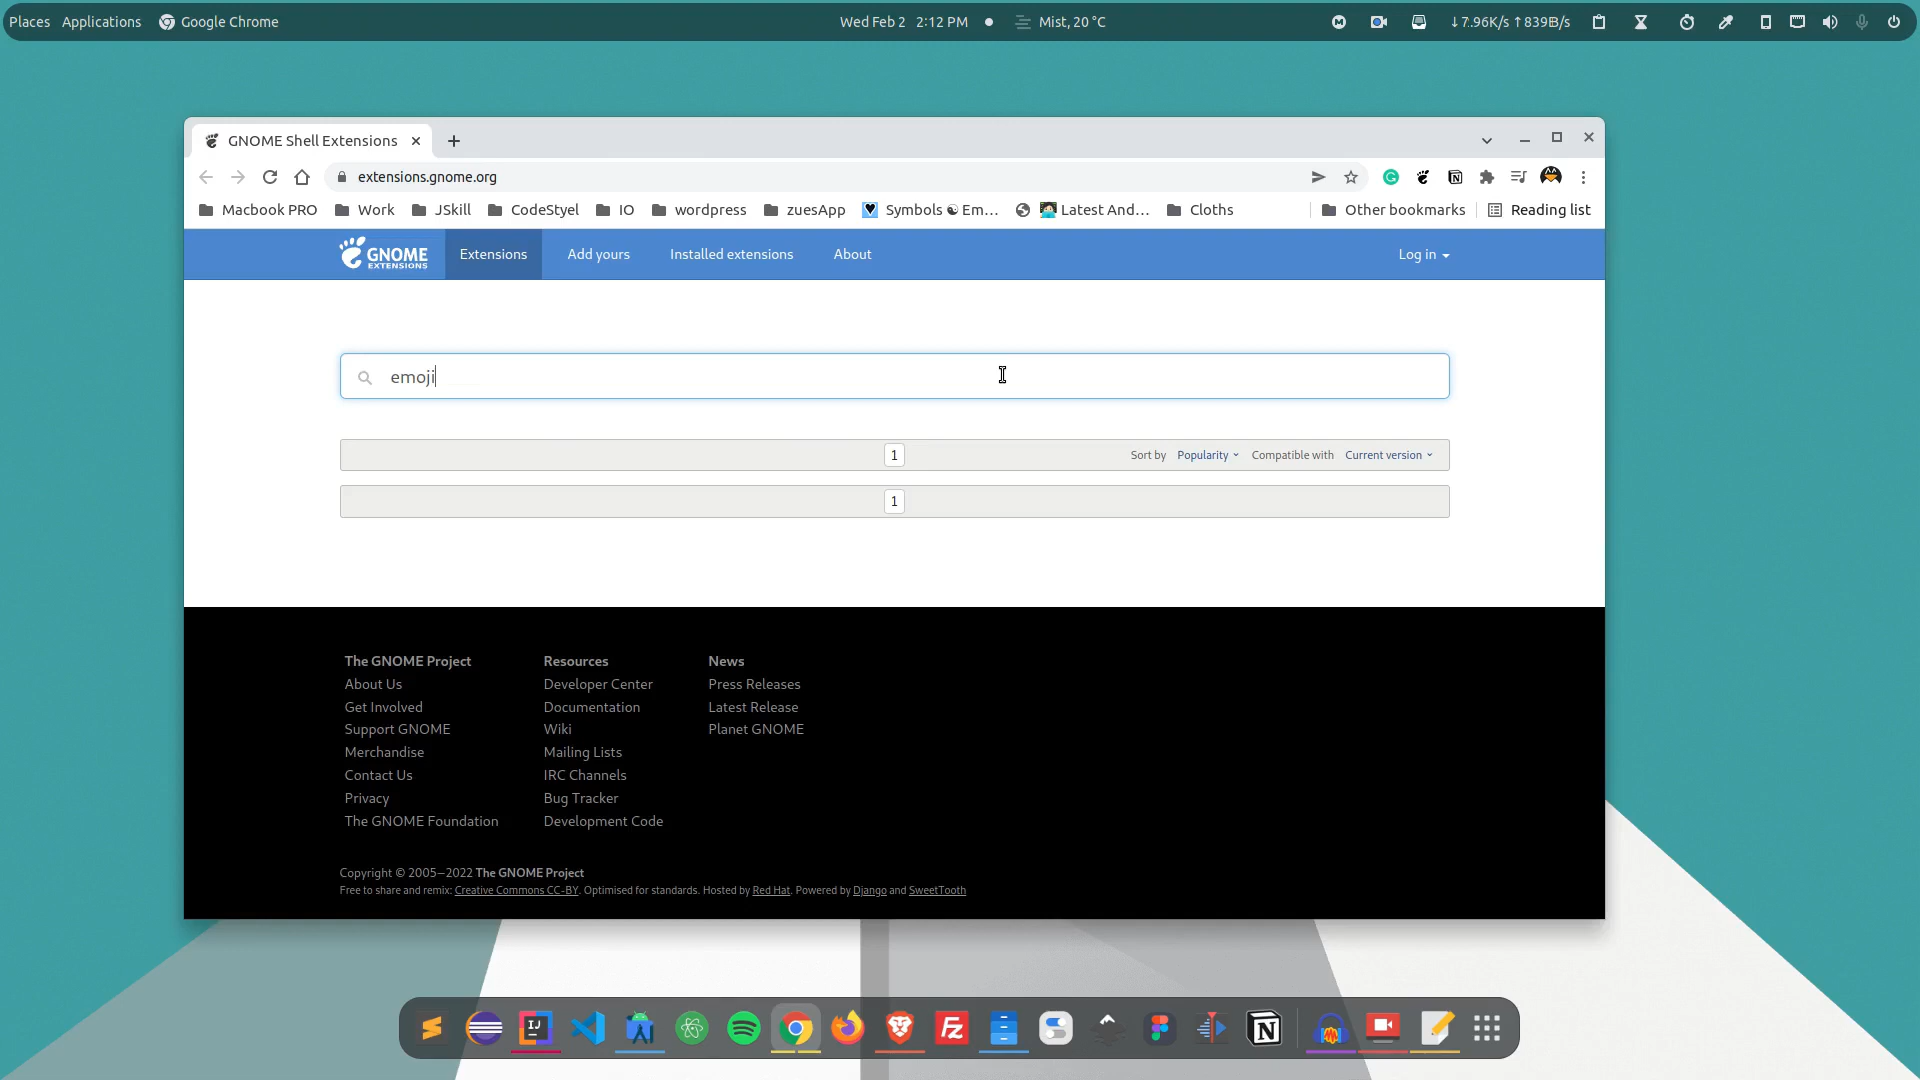 Places Applications Google Chrome Wed Feb 2 2:12 PM Mist, 20 °C ↓7.96K/s ↑839B/s
GNOME Shell Extensions
extensions.gnome.org
Macbook PRO Work JSkill CodeStyel IO wordpress zuesApp Symbols ☯ Em... Latest And... Cloths Other bookmarks Reading list
GNOME EXTENSIONS Extensions Add yours Installed extensions About Log in
emoji
1 Sort by Popularity Compatible with Current version
1
The GNOME Project
About Us
Get Involved
Support GNOME
Merchandise
Contact Us
Privacy
The GNOME Foundation
Resources
Developer Center
Documentation
Wiki
Mailing Lists
IRC Channels
Bug Tracker
Development Code
News
Press Releases
Latest Release
Planet GNOME
Copyright © 2005—2022 The GNOME Project
Free to share and remix: Creative Commons CC-BY. Optimised for standards. Hosted by Red Hat. Powered by Django and SweetTooth